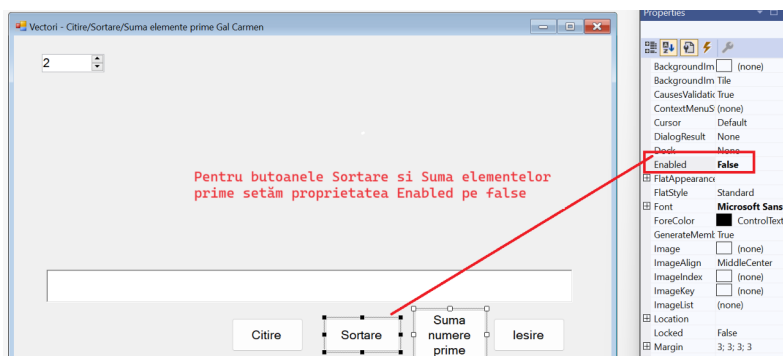 Vectori - Citire/Sortare/Suma elemente prime Gal Carmen
2
Pentru butoanele Sortare si Suma elementelor
prime setăm proprietatea Enabled pe false
Citire
Sortare
Suma
numere
prime
Iesire
Properties
BackgroundIm (none)
BackgroundIm Tile
CausesValidatic True
ContextMenuS (none)
Cursor Default
DialogResult None
Dock None
Enabled False
FlatAppearance
FlatStyle Standard
Font Microsoft Sans
ForeColor ControlText
GenerateMemb True
Image (none)
ImageAlign MiddleCenter
ImageIndex (none)
ImageKey (none)
ImageList (none)
Location
Locked False
Margin 3; 3; 3; 3